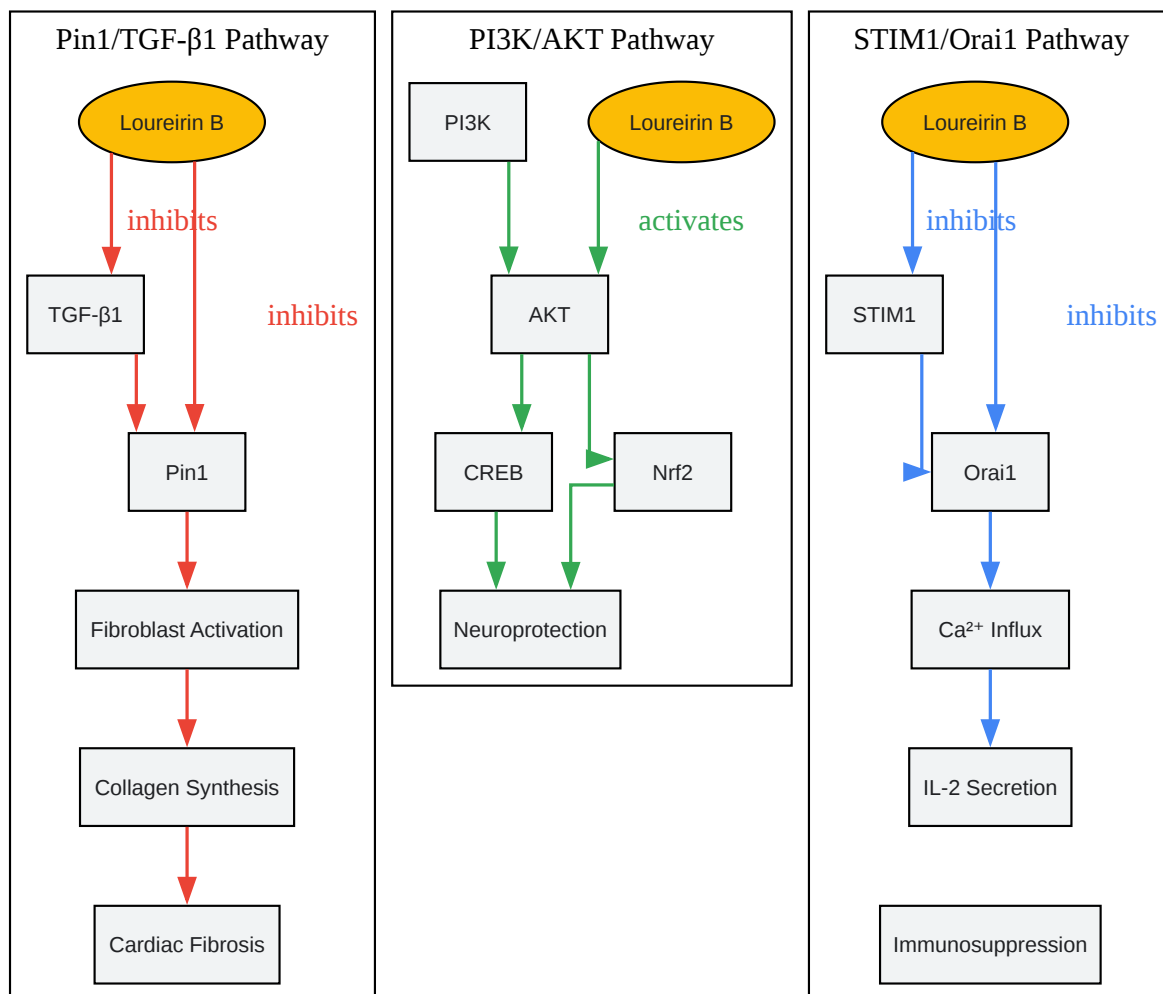 Pin1/TGF-β1 Pathway
Loureirin B
inhibits
TGF-β1
inhibits
Pin1
Fibroblast Activation
Collagen Synthesis
Cardiac Fibrosis
PI3K/AKT Pathway
PI3K
Loureirin B
activates
AKT
CREB
Nrf2
Neuroprotection
STIM1/Orai1 Pathway
Loureirin B
inhibits
STIM1
inhibits
Orai1
Ca²⁺ Influx
IL-2 Secretion
Immunosuppression